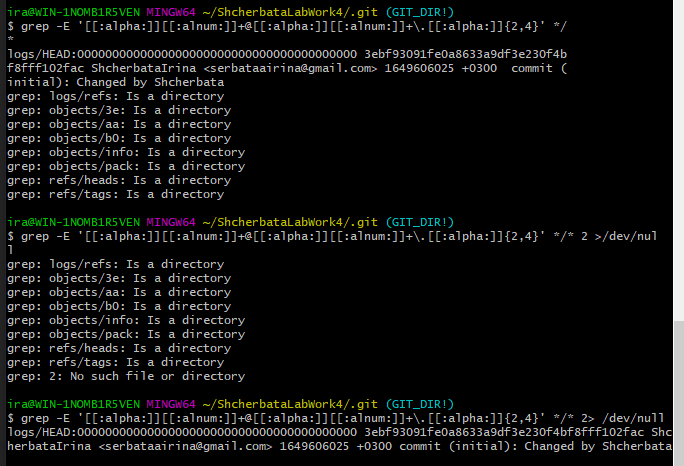 ira@WIN-1NOMB1R5VEN MINGW64 ~/ShcherbataLabWork4/.git (GIT_DIR!)
$ grep -E '[[:alpha:]][[:alnum:]]+@[[:alpha:]][[:alnum:]]+\.[[:alpha:]]{2,4}' */
*
logs/HEAD:0000000000000000000000000000000000000000 3ebf93091fe0a8633a9df3e230f4b
f8fff102fac ShcherbataIrina <serbataairina@gmail.com> 1649606025 +0300  commit (
initial): Changed by Shcherbata
grep: logs/refs: Is a directory
grep: objects/3e: Is a directory
grep: objects/aa: Is a directory
grep: objects/b0: Is a directory
grep: objects/info: Is a directory
grep: objects/pack: Is a directory
grep: refs/heads: Is a directory
grep: refs/tags: Is a directory
ira@WIN-1NOMB1R5VEN MINGW64 ~/ShcherbataLabWork4/.git (GIT_DIR!)
$ grep -E '[[:alpha:]][[:alnum:]]+@[[:alpha:]][[:alnum:]]+\.[[:alpha:]]{2,4}' */* 2 >/dev/nul
l
grep: logs/refs: Is a directory
grep: objects/3e: Is a directory
grep: objects/aa: Is a directory
grep: objects/b0: Is a directory
grep: objects/info: Is a directory
grep: objects/pack: Is a directory
grep: refs/heads: Is a directory
grep: refs/tags: Is a directory
grep: 2: No such file or directory
ira@WIN-1NOMB1R5VEN MINGW64 ~/ShcherbataLabWork4/.git (GIT_DIR!)
$ grep -E '[[:alpha:]][[:alnum:]]+@[[:alpha:]][[:alnum:]]+\.[[:alpha:]]{2,4}' */* 2> /dev/null
logs/HEAD:0000000000000000000000000000000000000000 3ebf93091fe0a8633a9df3e230f4bf8fff102fac Shc
herbataIrina <serbataairina@gmail.com> 1649606025 +0300 commit (initial): Changed by Shcherbata